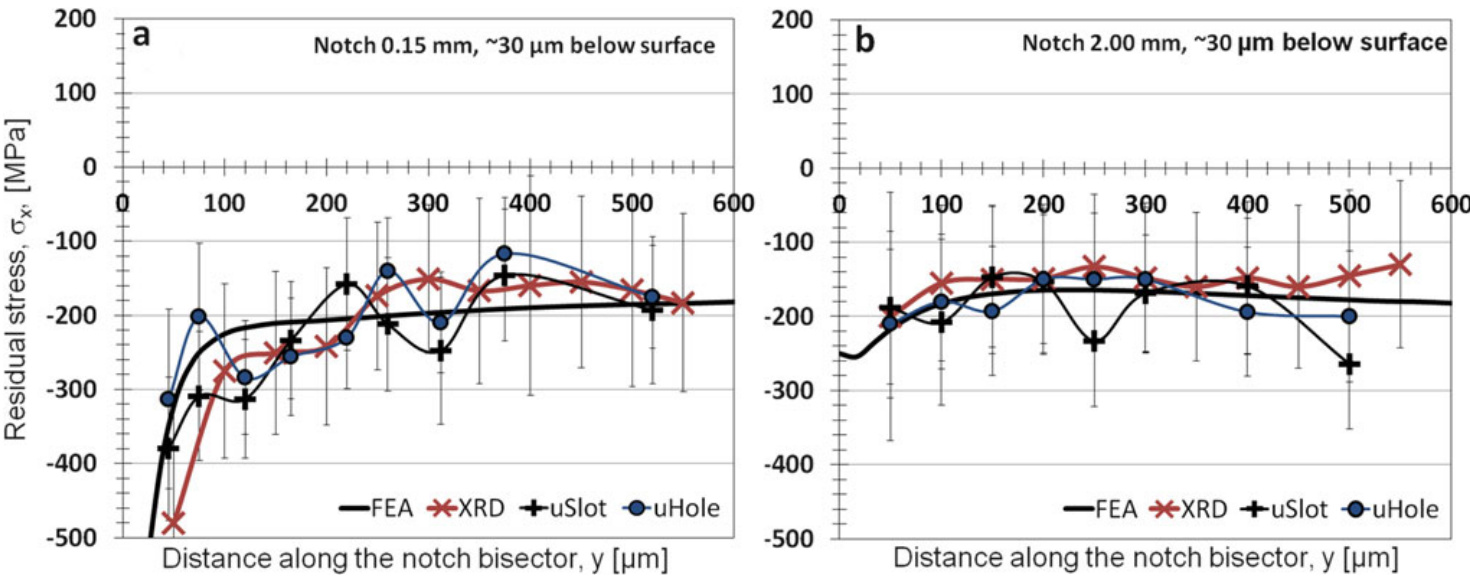 a
Notch 0.15 mm, ~30 µm below surface
Residual stress, σx, [MPa]
200
100
0
-100
-200
-300
-400
-500
0 100 200 300 400 500 600
FEA XRD uSlot uHole
Distance along the notch bisector, y [µm]
b
Notch 2.00 mm, ~30 µm below surface
200
100
0
-100
-200
-300
-400
-500
0 100 200 300 400 500 600
FEA XRD uSlot uHole
Distance along the notch bisector, y [µm]